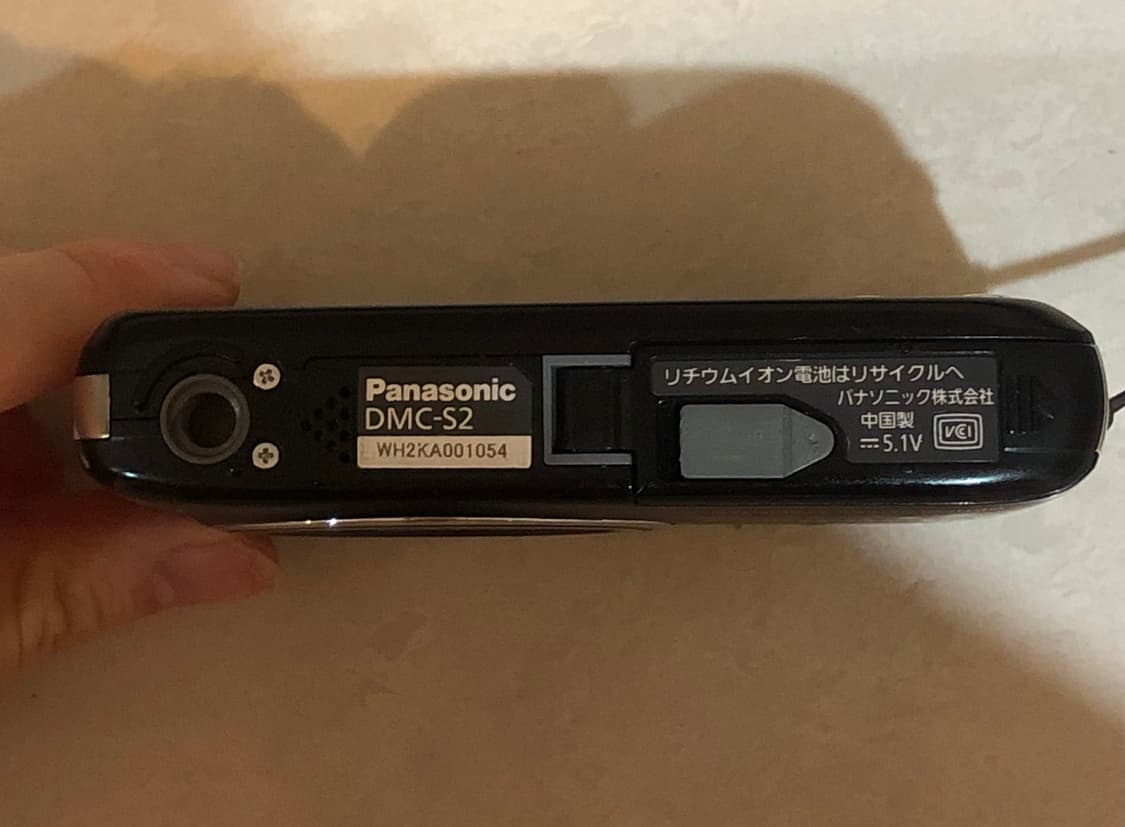 Panasonic
DMC-S2
WH2KA001054
リチウムイオン電池はリサイクルへ
パナソニック株式会社
中国製
⎓5.1V
VCI